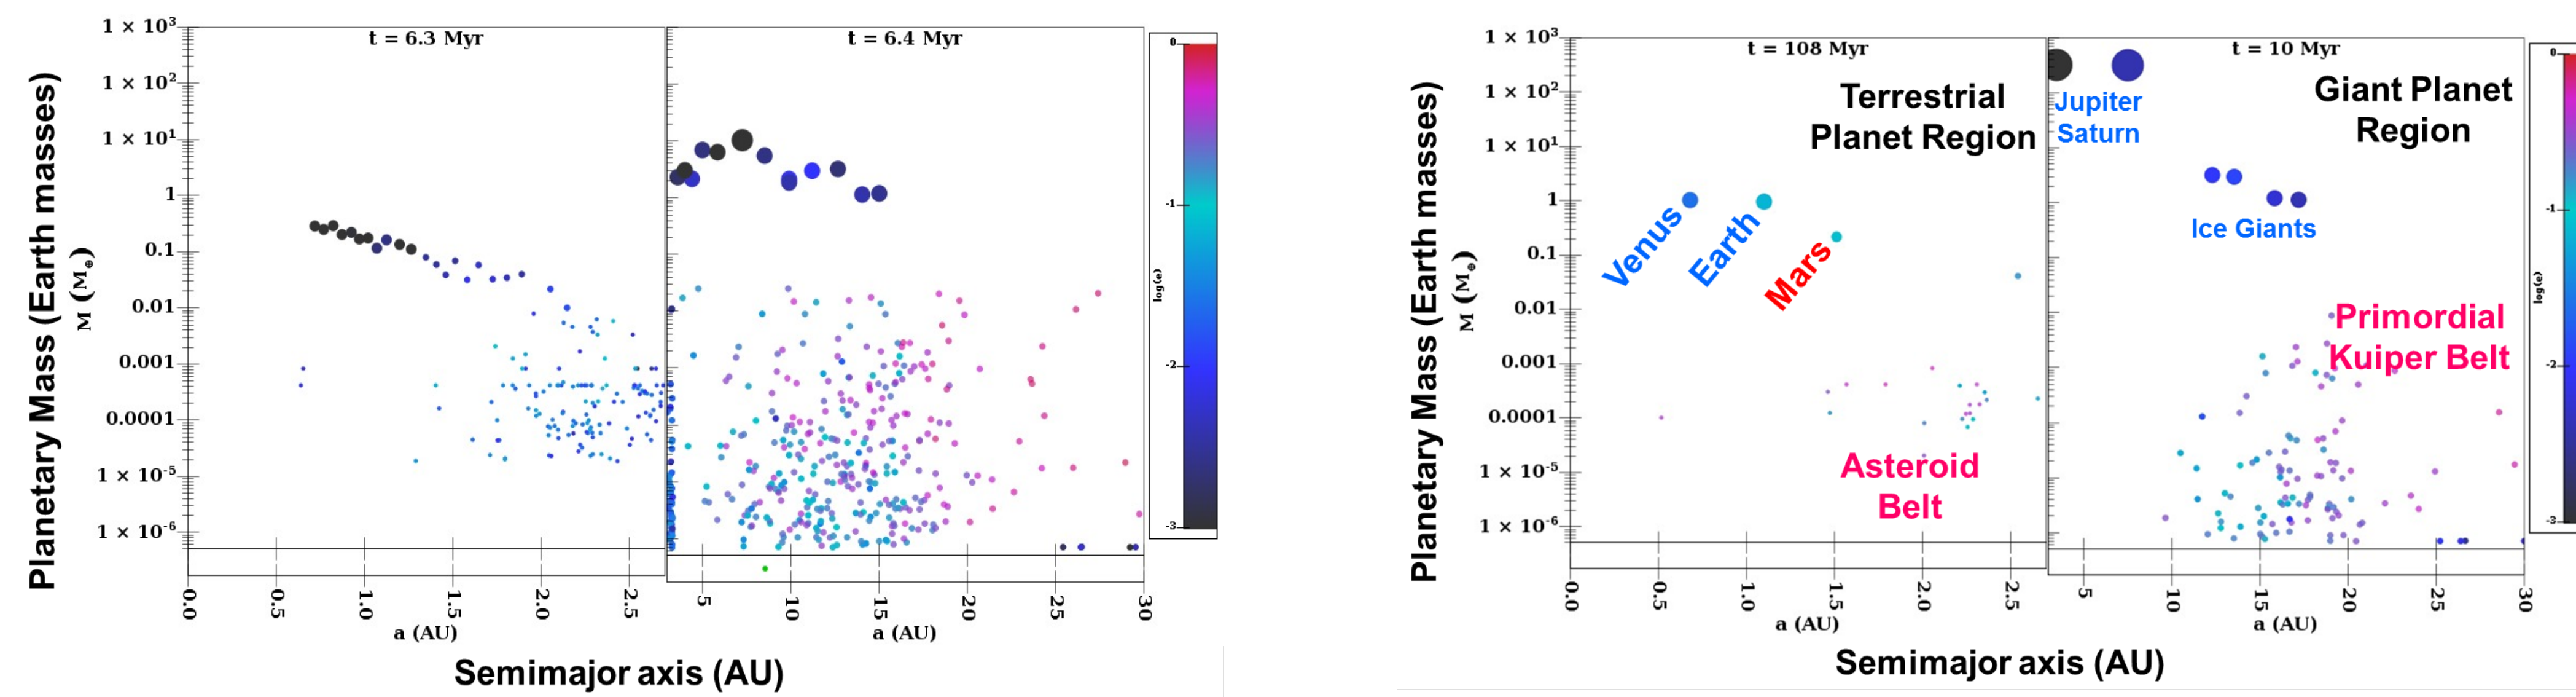 Planetary Mass (Earth masses)
M (M⊕)
1 × 10³
1 × 10²
1 × 10¹
1
0.1
0.01
0.001
0.0001
1 × 10⁻⁵
1 × 10⁻⁶
t = 6.3 Myr
t = 6.4 Myr
0.0 0.5 1.0 1.5 2.0 2.5
5 10 15 20 25 30
a (AU)
a (AU)
Semimajor axis (AU)
0
-1
-2
-3
log(e)
Planetary Mass (Earth masses)
M (M⊕)
1 × 10³
1 × 10²
1 × 10¹
1
0.1
0.01
0.001
0.0001
1 × 10⁻⁵
1 × 10⁻⁶
t = 108 Myr
Terrestrial
Planet Region
Venus
Earth
Mars
Asteroid
Belt
t = 10 Myr
Giant Planet
Region
Jupiter
Saturn
Ice Giants
Primordial
Kuiper Belt
0.0 0.5 1.0 1.5 2.0 2.5
5 10 15 20 25 30
a (AU)
a (AU)
Semimajor axis (AU)
0
-1
-2
-3
log(e)